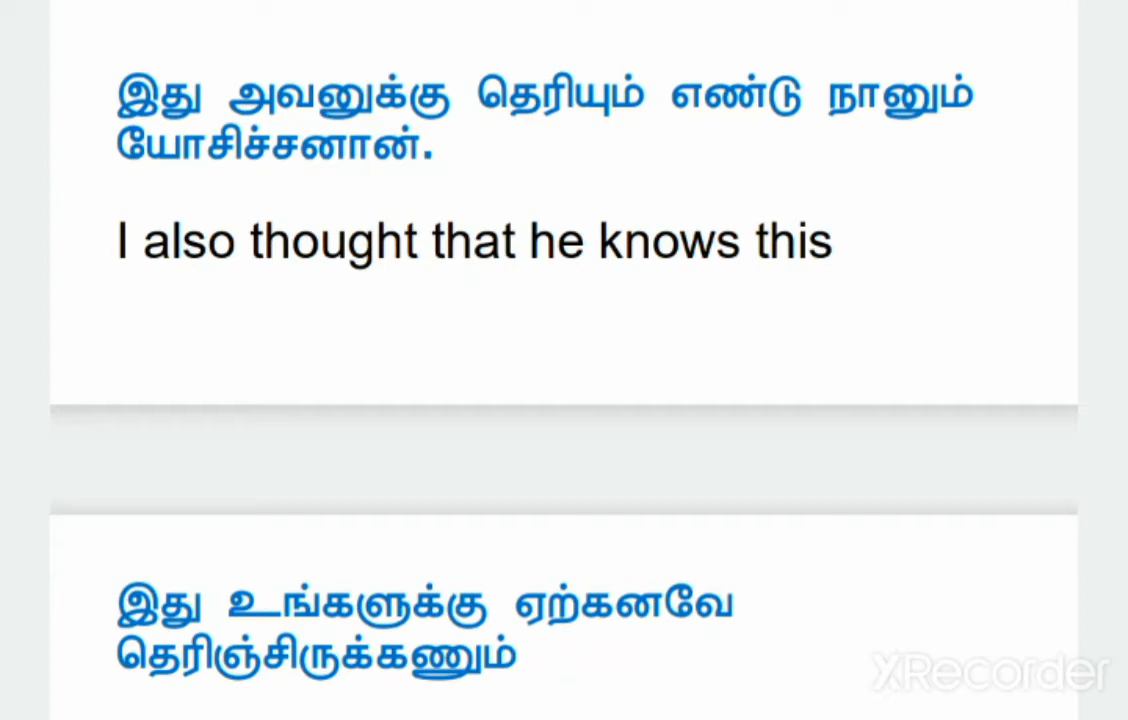 இது அவனுக்கு தெரியும் எண்டு நானும்
யோசிச்சனான்.
I also thought that he knows this
இது உங்களுக்கு ஏற்கனவே
தெரிஞ்சிருக்கணும்
XRecorder